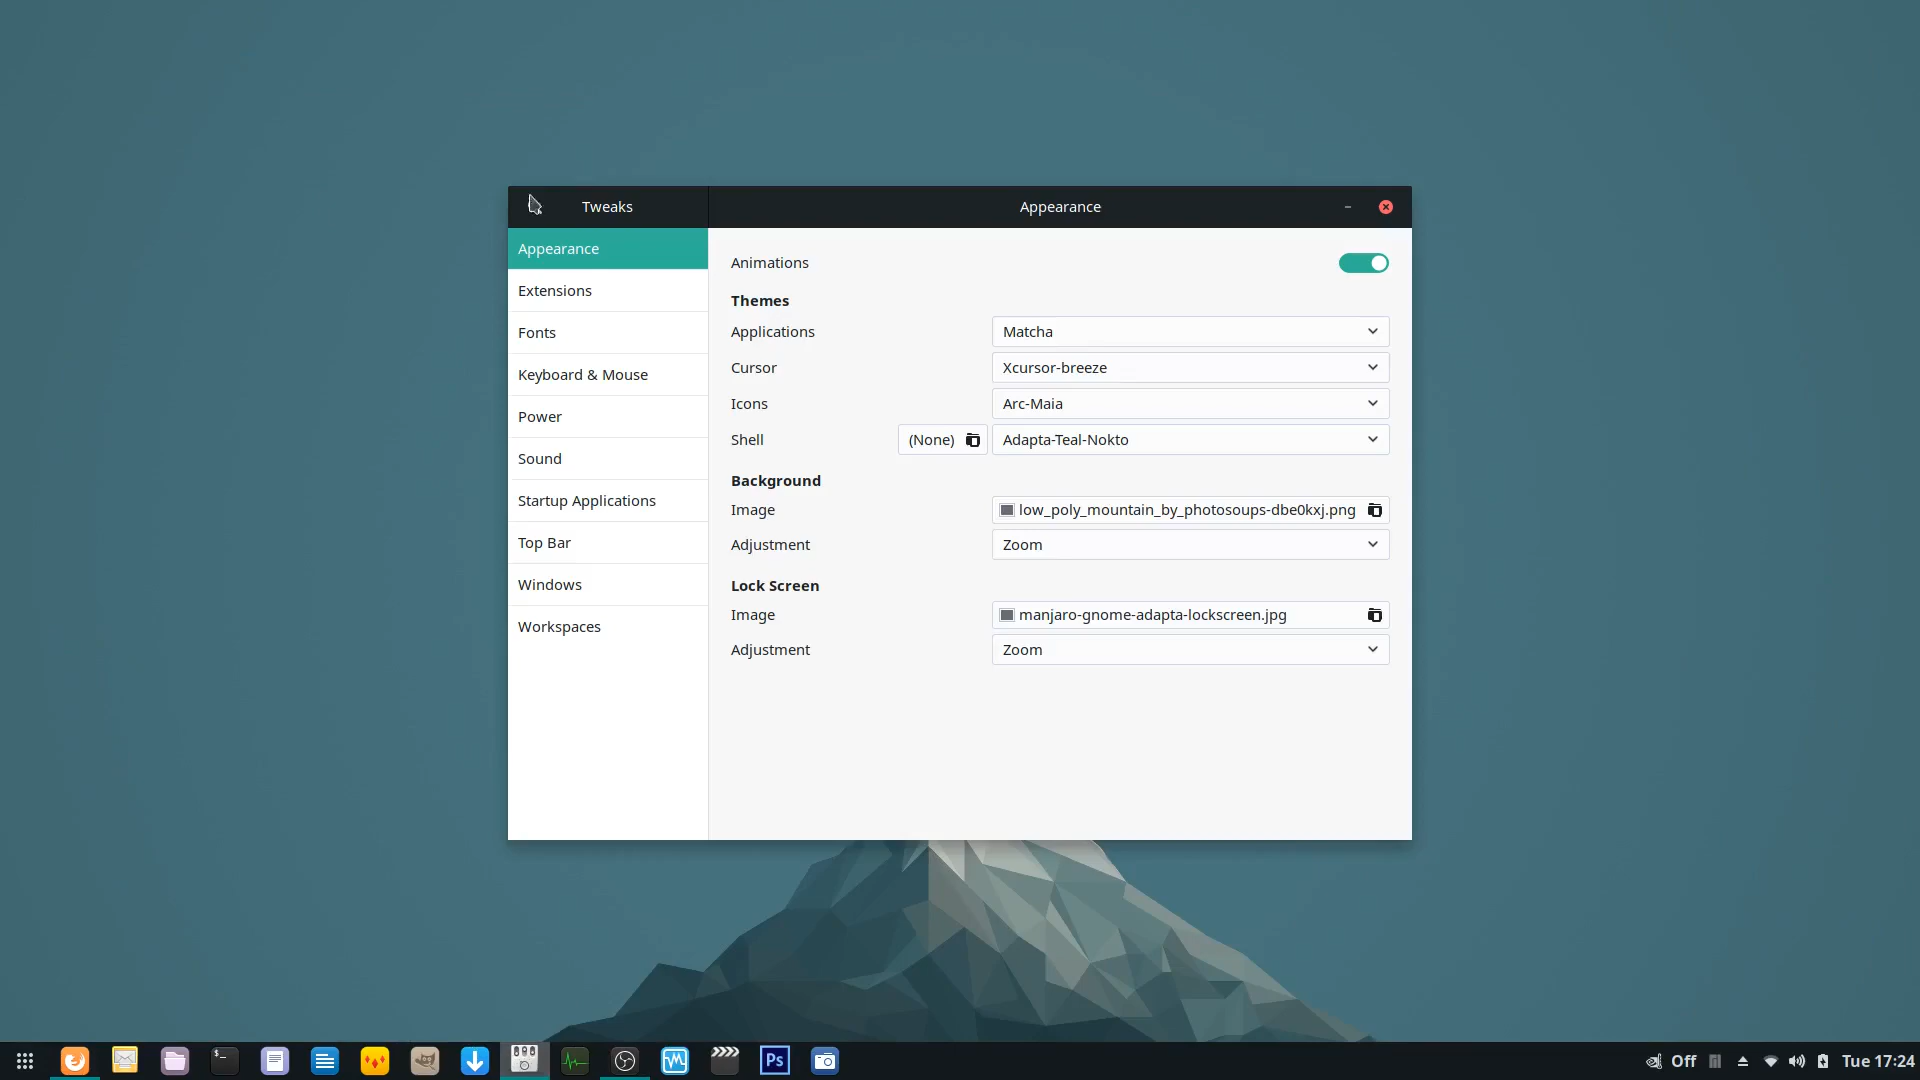 Tweaks
Appearance
Appearance
Extensions
Fonts
Keyboard & Mouse
Power
Sound
Startup Applications
Top Bar
Windows
Workspaces
Animations
Themes
Applications Matcha
Cursor Xcursor-breeze
Icons Arc-Maia
Shell (None) Adapta-Teal-Nokto
Background
Image low_poly_mountain_by_photosoups-dbe0kxj.png
Adjustment Zoom
Lock Screen
Image manjaro-gnome-adapta-lockscreen.jpg
Adjustment Zoom
$_
Ps
Off
Tue 17:24